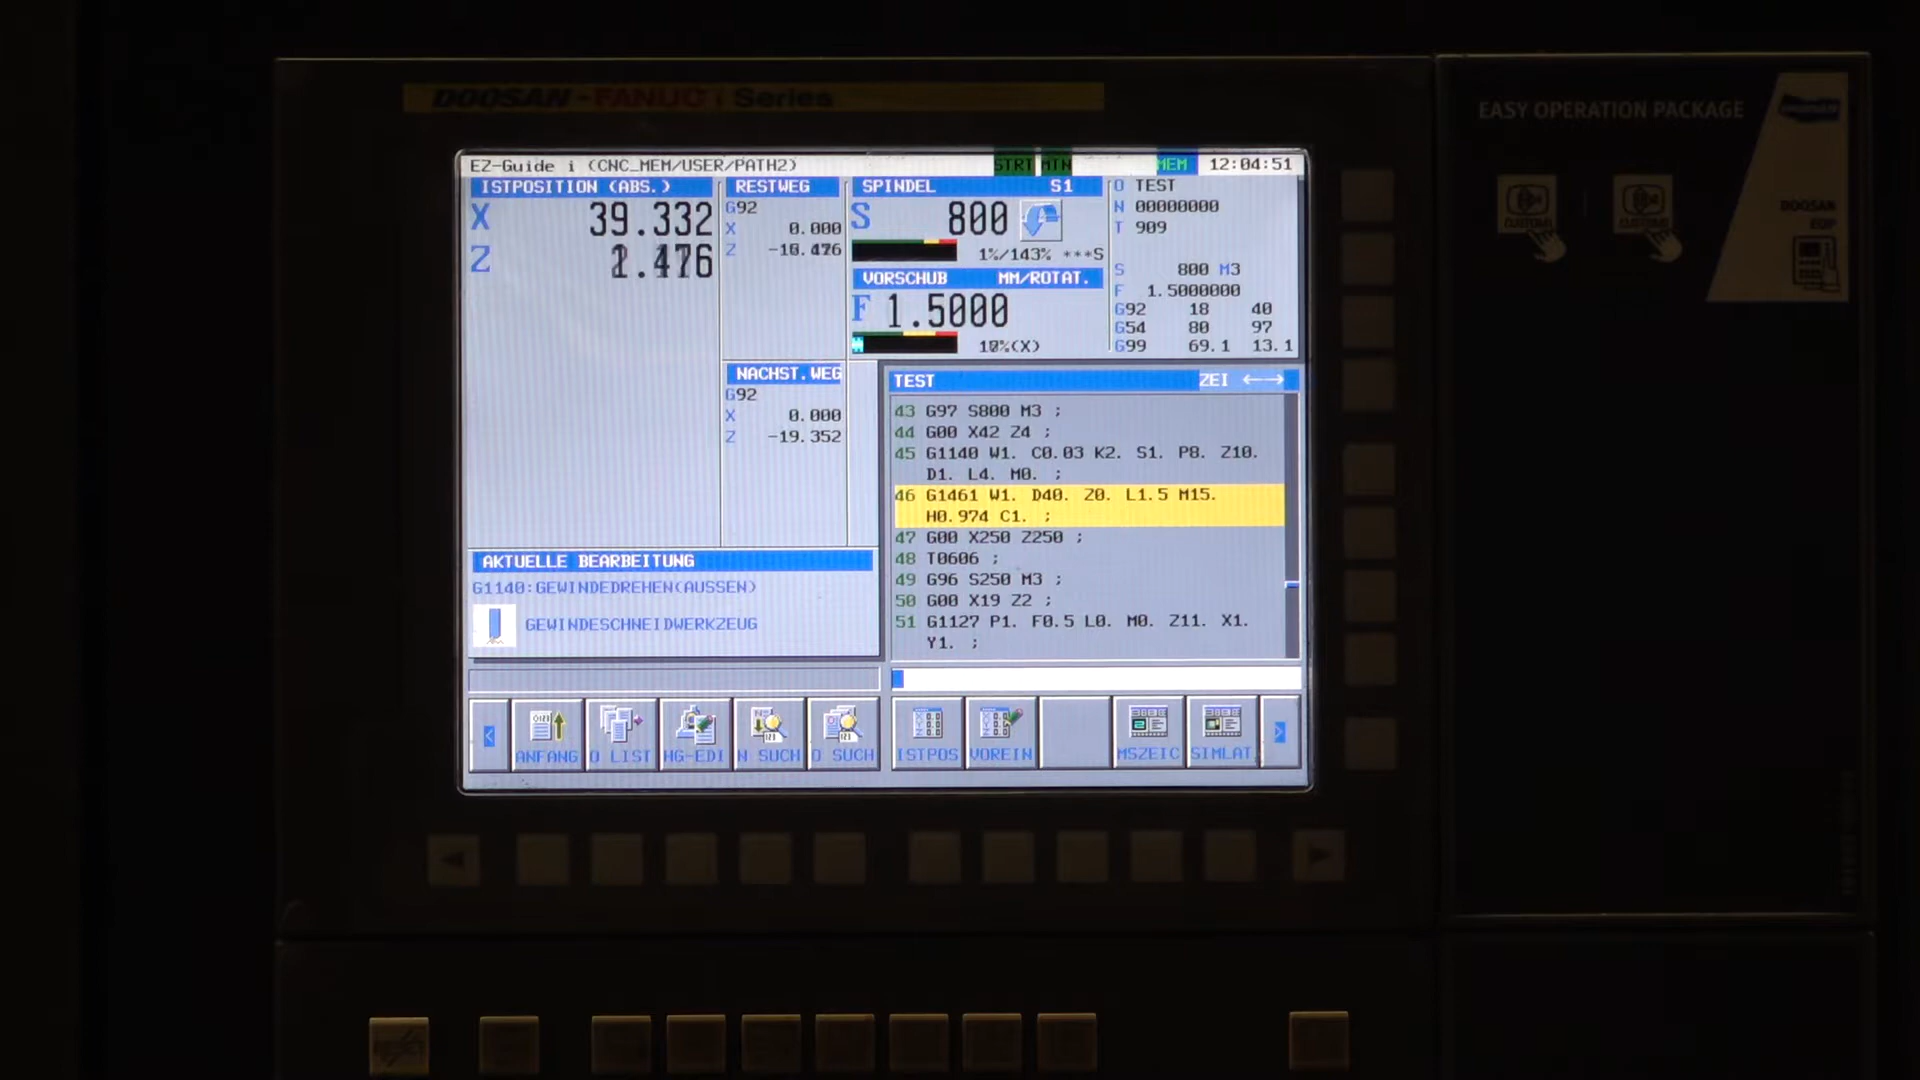 DOOSAN - FANUC i Series
EASY OPERATION PACKAGE
DOOSAN
EOP
CUSTOM1
EZ-Guide i (CNC_MEM/USER/PATH2)
STRT MTN
MEM
12:04:51
ISTPOSITION (ABS.)
X 39.332
Z
RESTWEG
G92
X 0.000
Z
NACHST.WEG
G92
X 0.000
Z -19.352
SPINDEL S1
S 800
1%/143% ***S
VORSCHUB MM/ROTAT.
F 1.5000
O TEST
N 00000000
T 909
S 800 M3
F 1.5000000
G92 18 40
G54 80 97
G99 69.1 13.1
TEST ZEI
43 G97 S800 M3 ;
44 G00 X42 Z4 ;
45 G1140 W1. C0.03 K2. S1. P8. Z10.
D1. L4. M0. ;
46 G1461 W1. D40. Z0. L1.5 M15.
H0.974 C1. ;
47 G00 X250 Z250 ;
48 T0606 ;
49 G96 S250 M3 ;
50 G00 X19 Z2 ;
51 G1127 P1. F0.5 L0. M0. Z11. X1.
Y1. ;
AKTUELLE BEARBEITUNG
G1140:GEWINDEDREHEN(AUSSEN)
GEWINDESCHNEIDWERKZEUG
< ANFANG O LIST HG-EDI N SUCH O SUCH ISTPOS VOREIN MSZEIC SIMLAT >